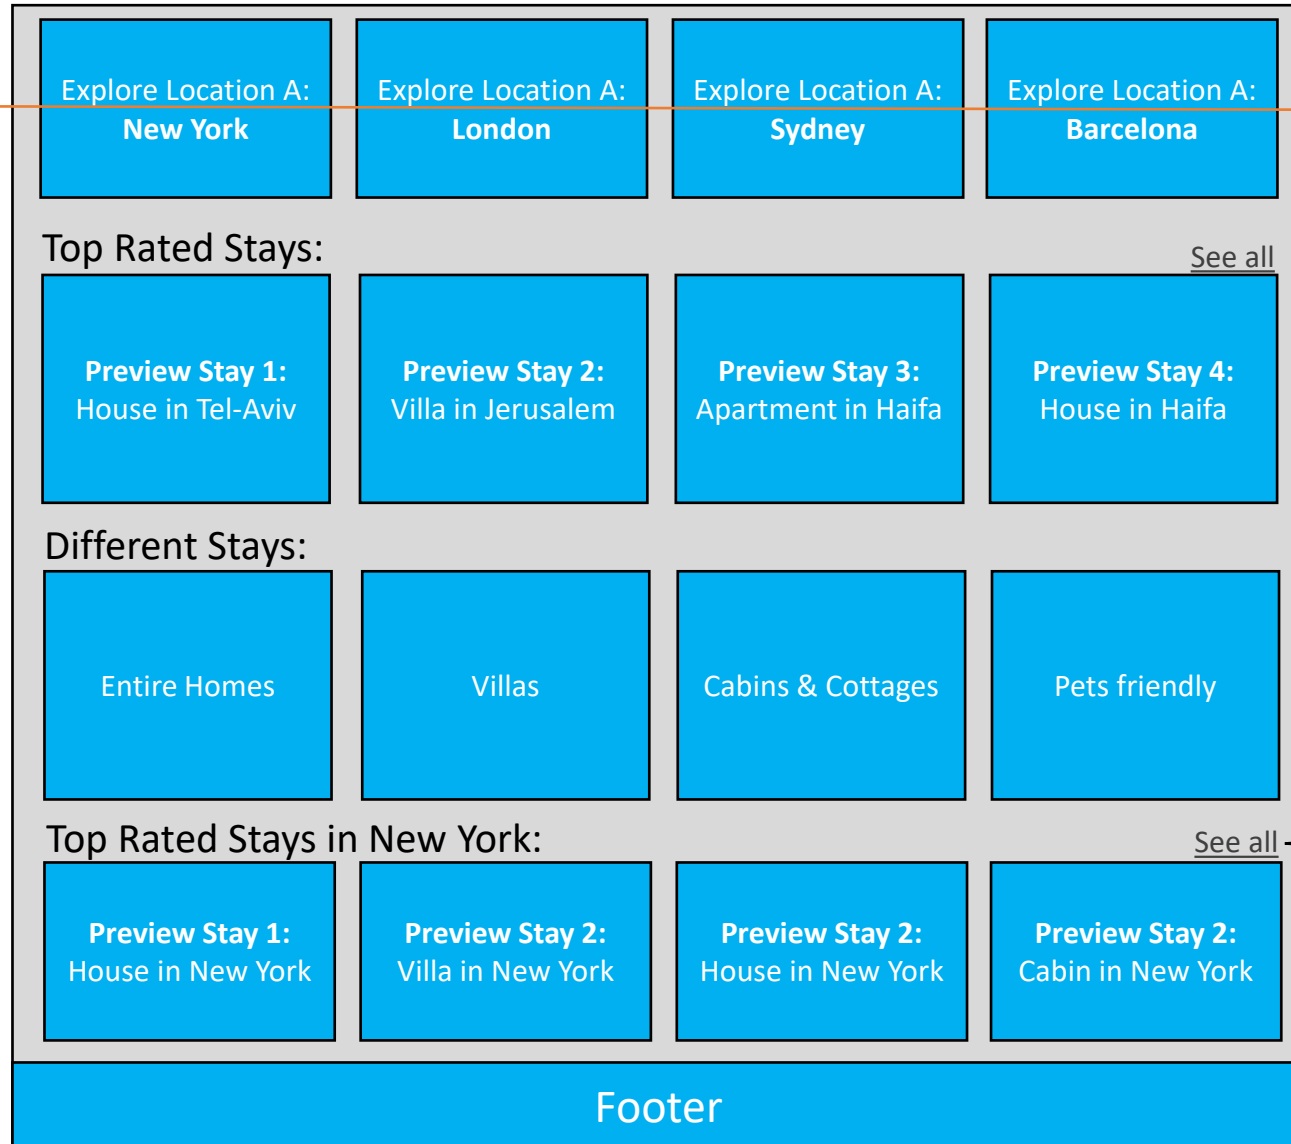 Explore Location A:
New York
Explore Location A:
London
Explore Location A:
Sydney
Explore Location A:
Barcelona
Top Rated Stays:
See all
Preview Stay 1:
House in Tel-Aviv
Preview Stay 2:
Villa in Jerusalem
Preview Stay 3:
Apartment in Haifa
Preview Stay 4:
House in Haifa
Different Stays:
Entire Homes
Villas
Cabins & Cottages
Pets friendly
Top Rated Stays in New York:
See all
Preview Stay 1:
House in New York
Preview Stay 2:
Villa in New York
Preview Stay 2:
House in New York
Preview Stay 2:
Cabin in New York
Footer